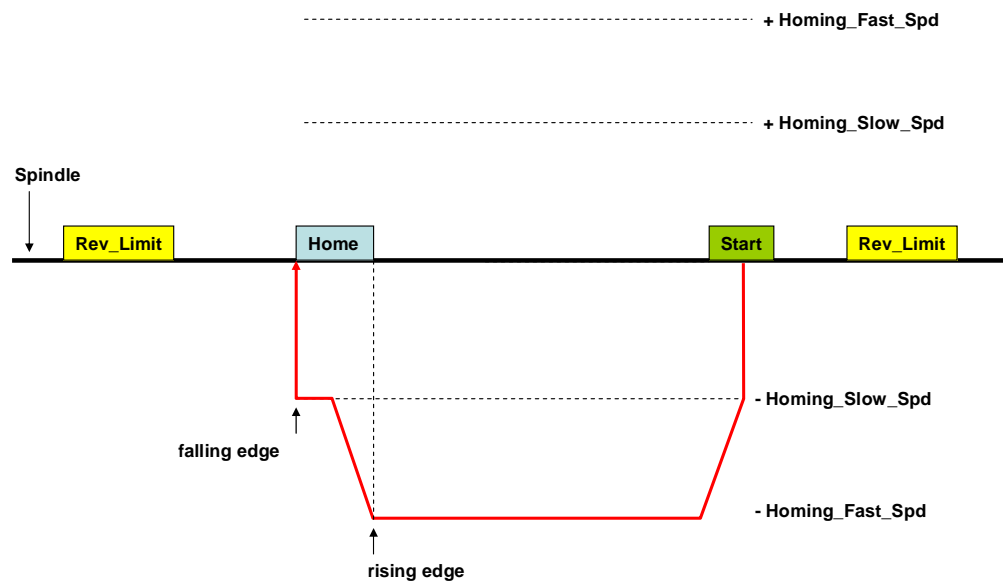 + Homing_Fast_Spd
+ Homing_Slow_Spd
Spindle
Rev_Limit
Home
Start
Rev_Limit
- Homing_Slow_Spd
falling edge
- Homing_Fast_Spd
rising edge